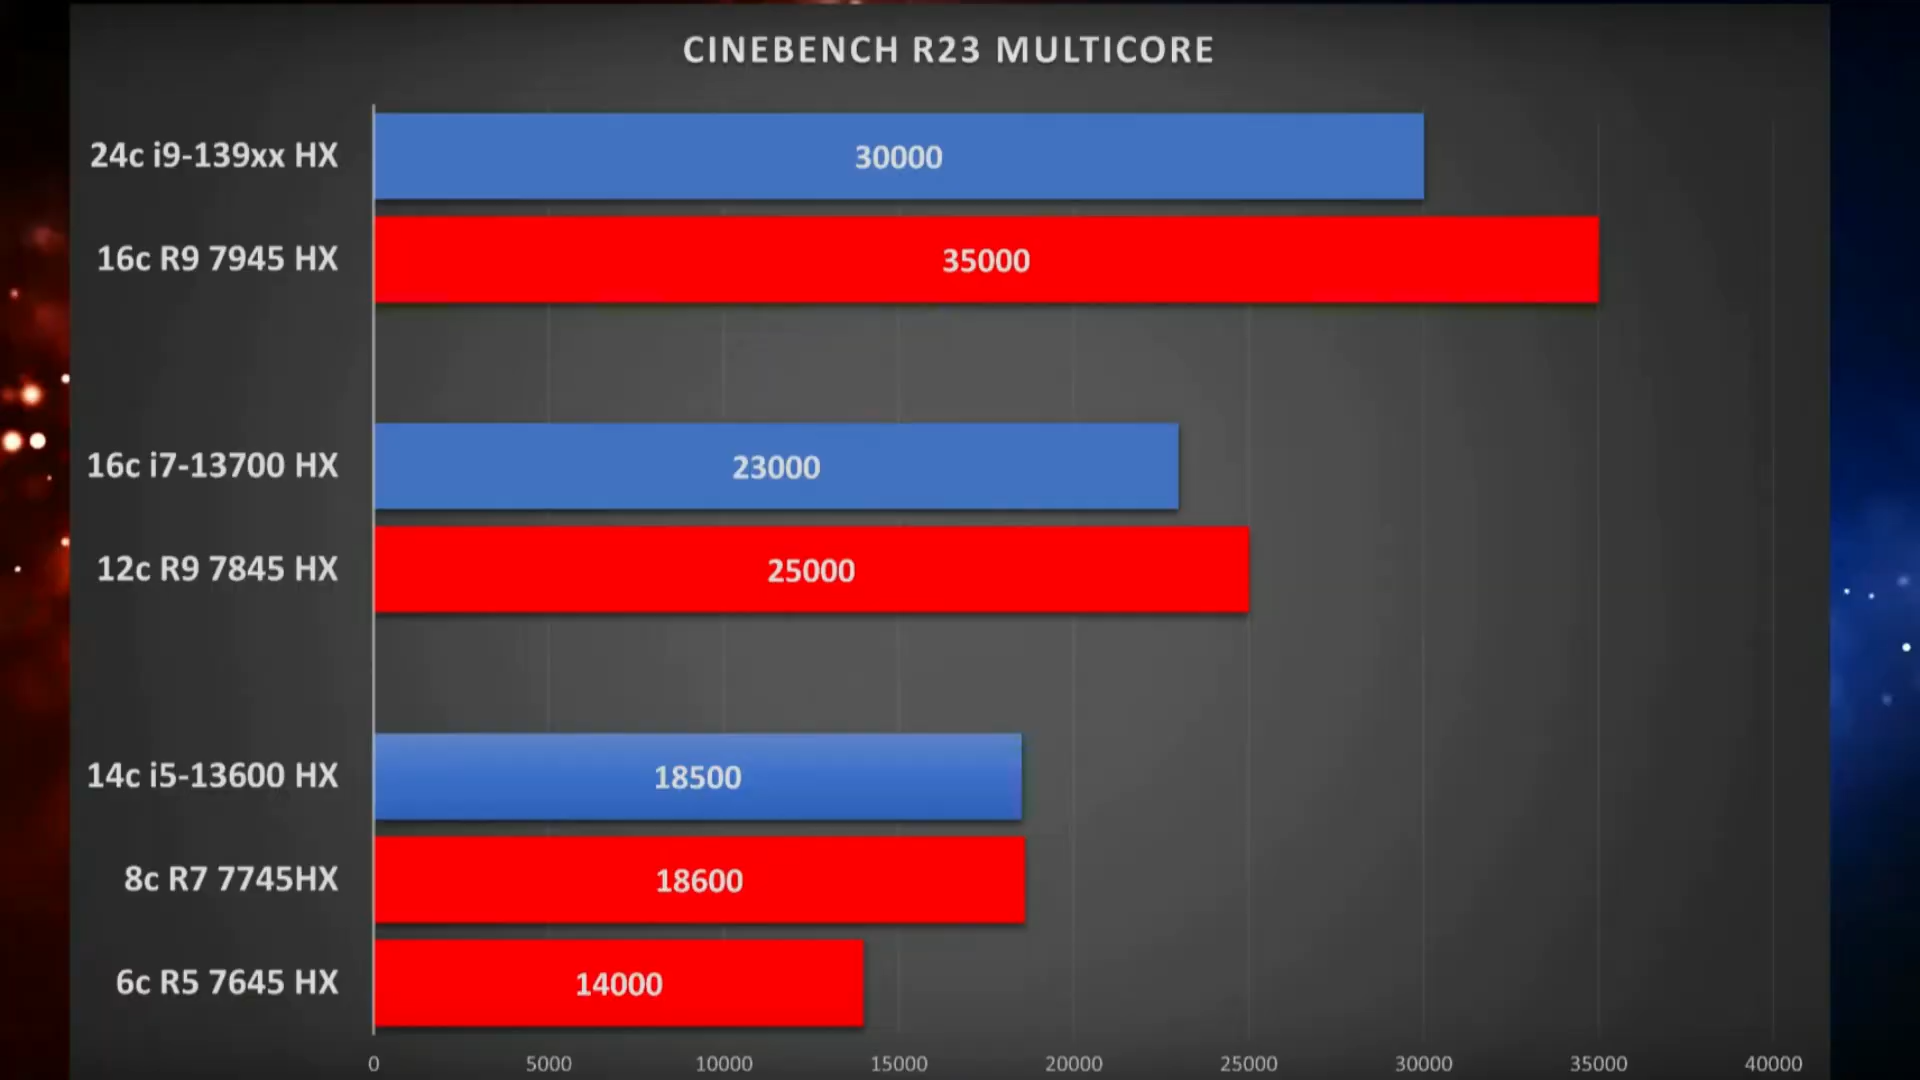 CINEBENCH R23 MULTICORE
24c i9-139xx HX
30000
16c R9 7945 HX
35000
16c i7-13700 HX
23000
12c R9 7845 HX
25000
14c i5-13600 HX
18500
8c R7 7745HX
18600
6c R5 7645 HX
14000
0 5000 10000 15000 20000 25000 30000 35000 40000